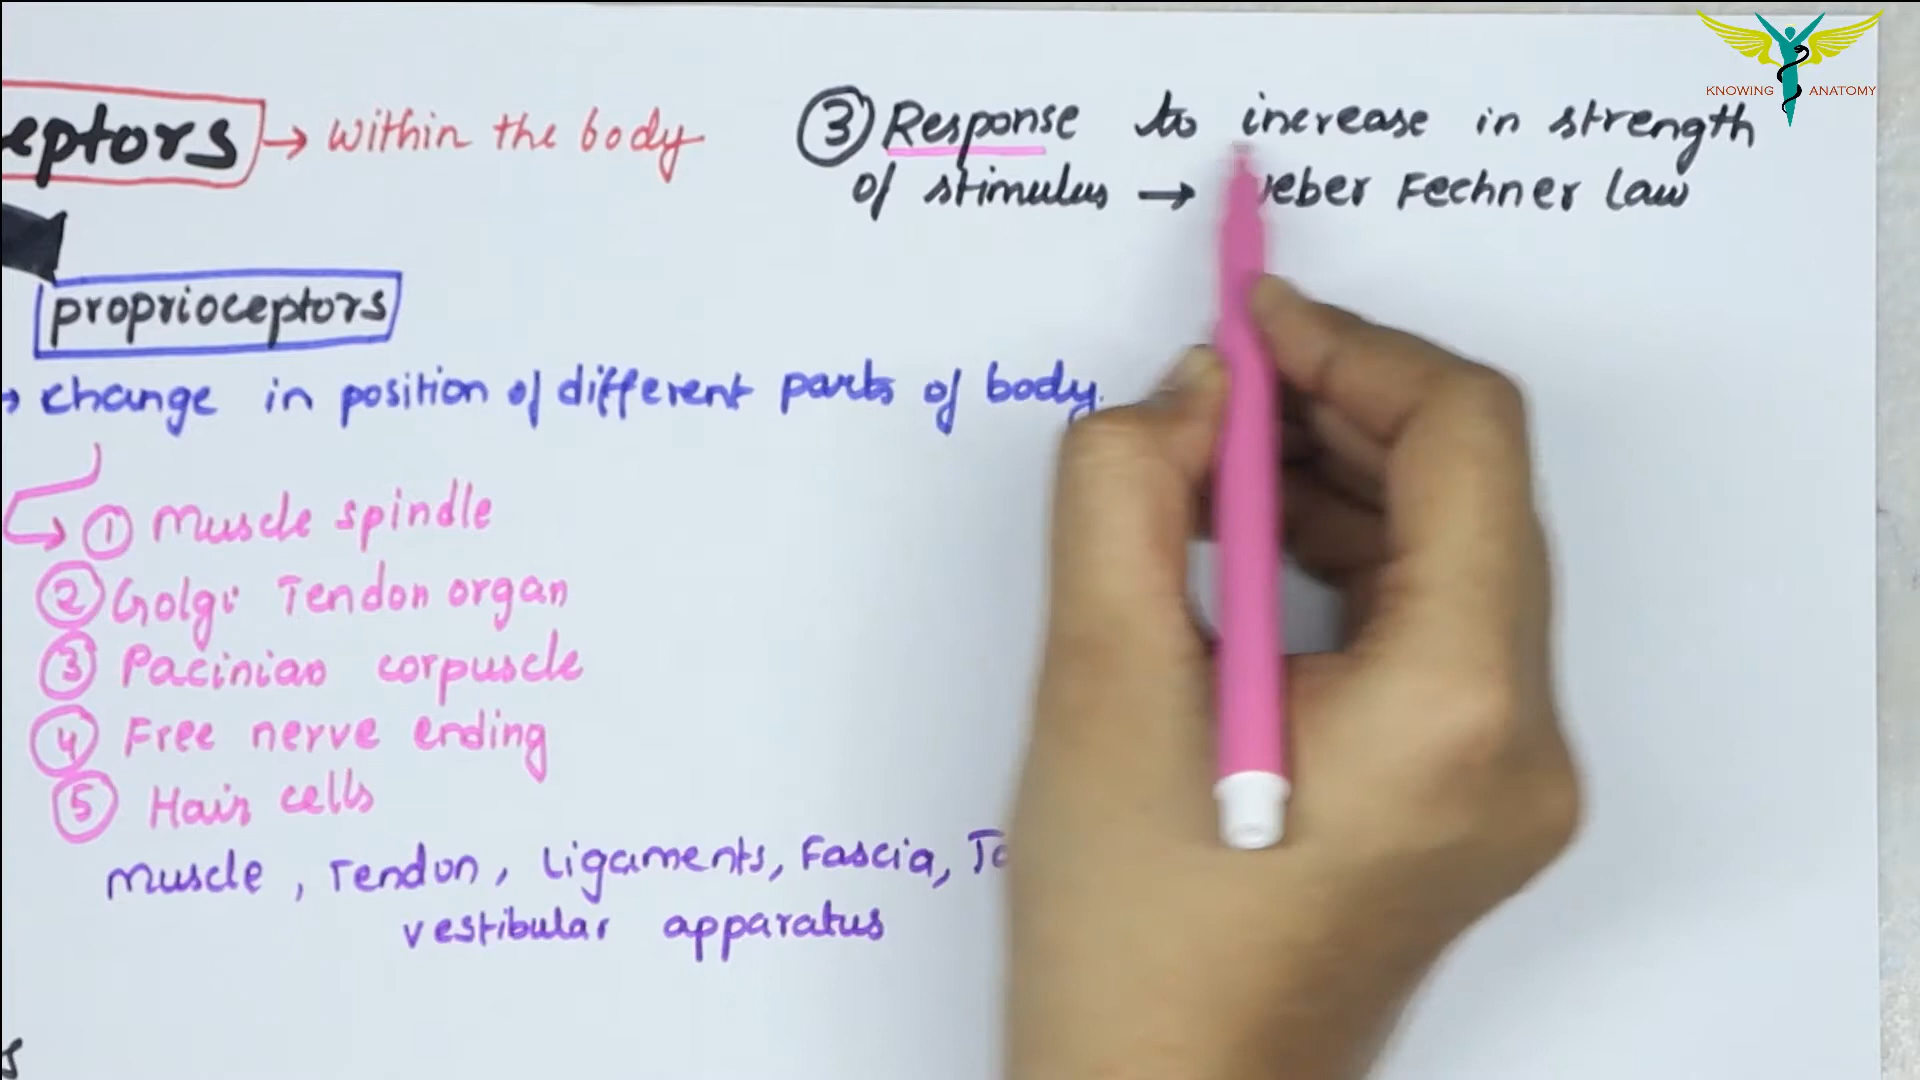 eptors → within the body
proprioceptors
→ change in position of different parts of body.
① Muscle spindle
② Golgi Tendon organ
③ Pacinian corpuscle
④ Free nerve ending
⑤ Hair cells
Muscle, Tendon, Ligaments, Fascia,
vestibular apparatus
③ Response to increase in strength
of stimulus → Weber Fechner Law
KNOWING ANATOMY